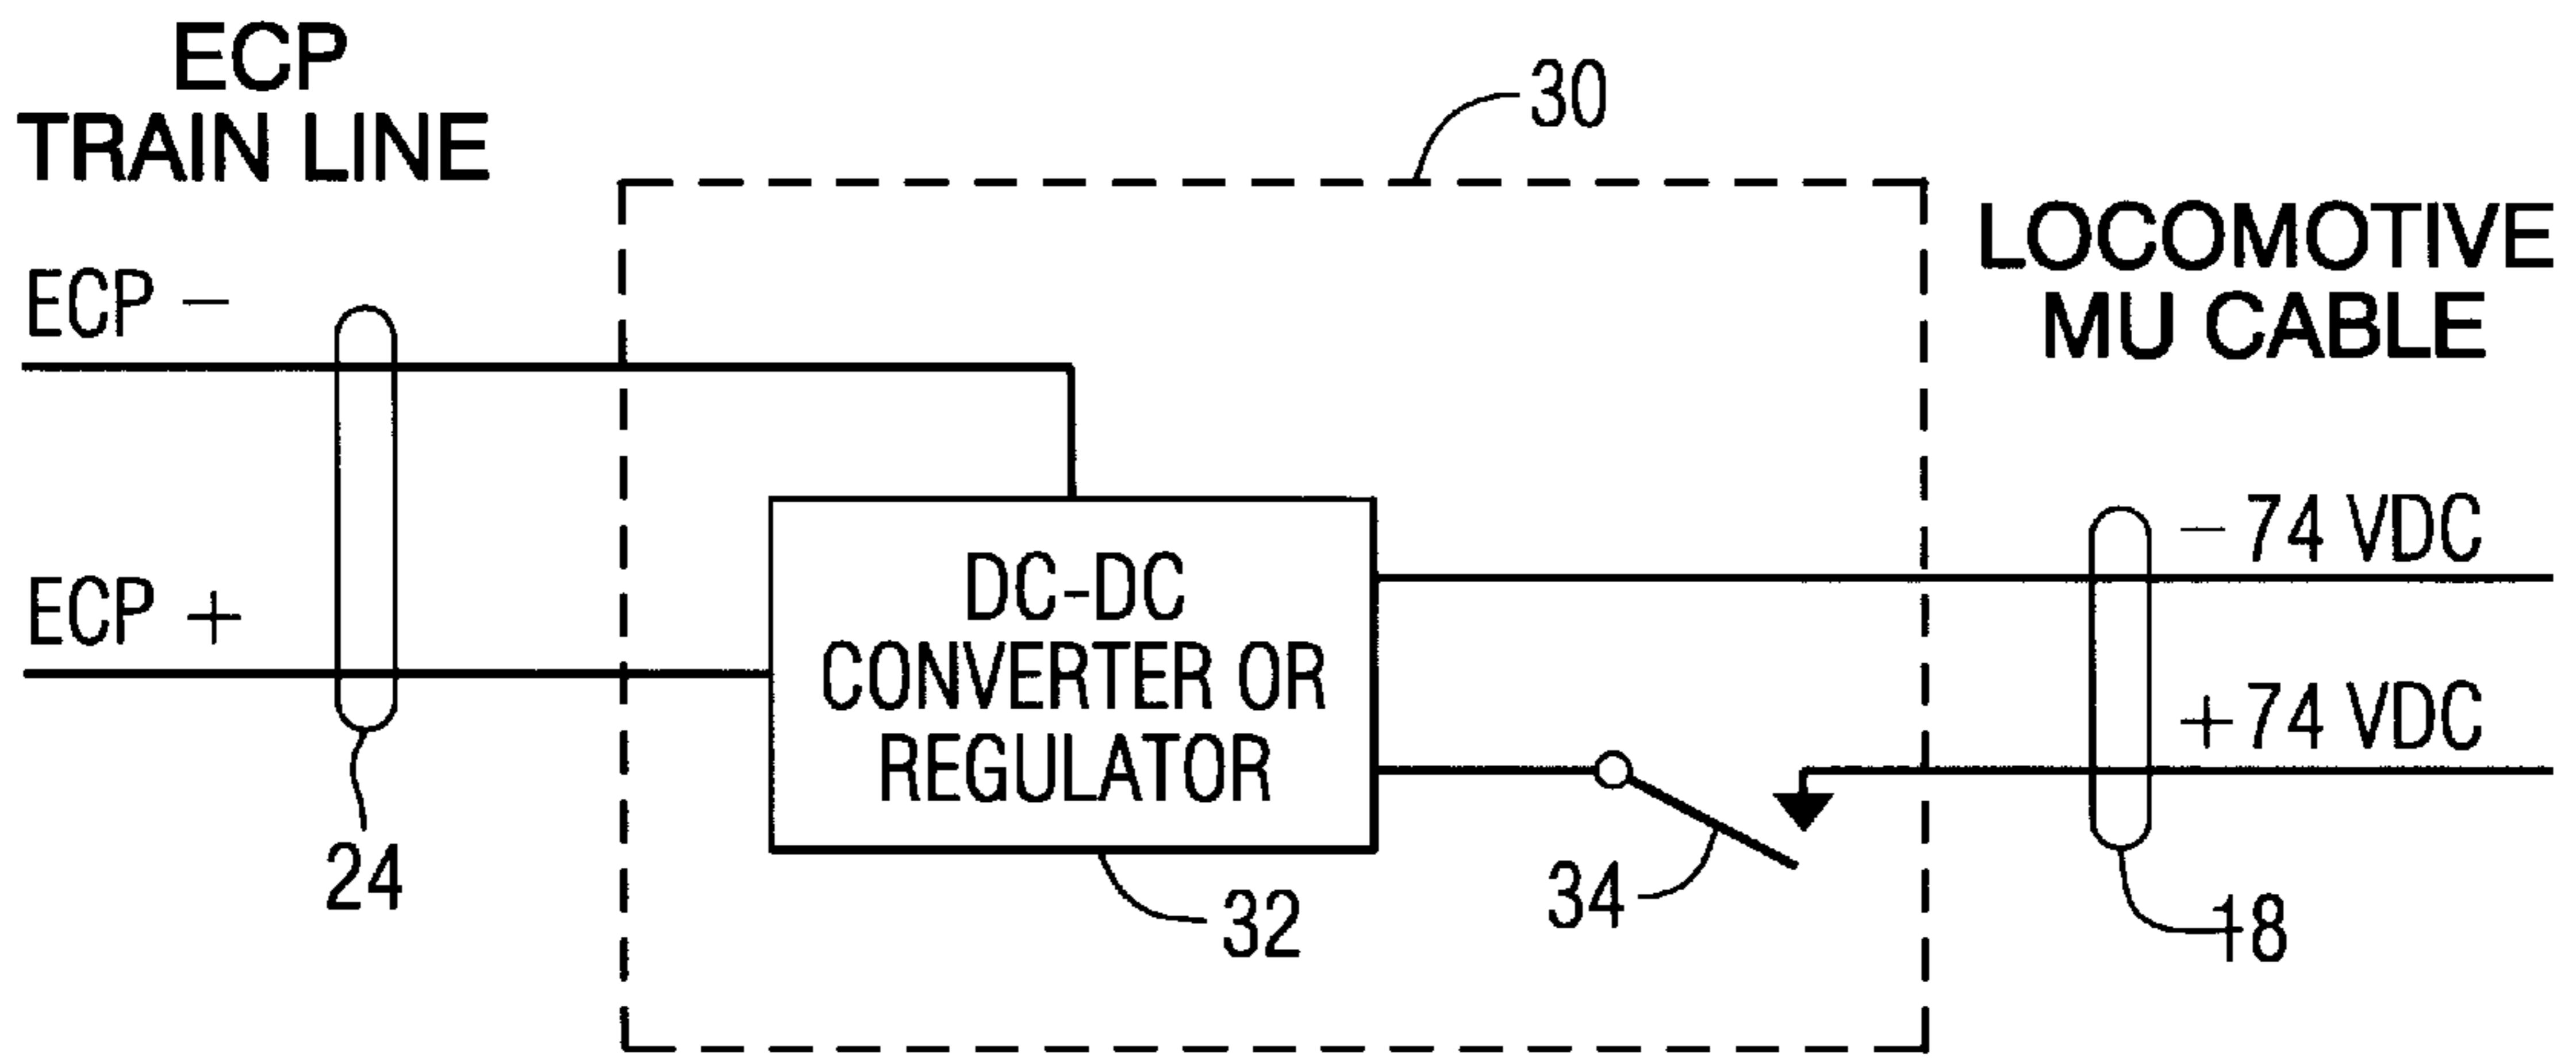 ECP
TRAIN LINE
30
LOCOMOTIVE
MU CABLE
ECP −
ECP +
− 74 VDC
+ 74 VDC
DC-DC
CONVERTER OR
REGULATOR
24
32
34
18